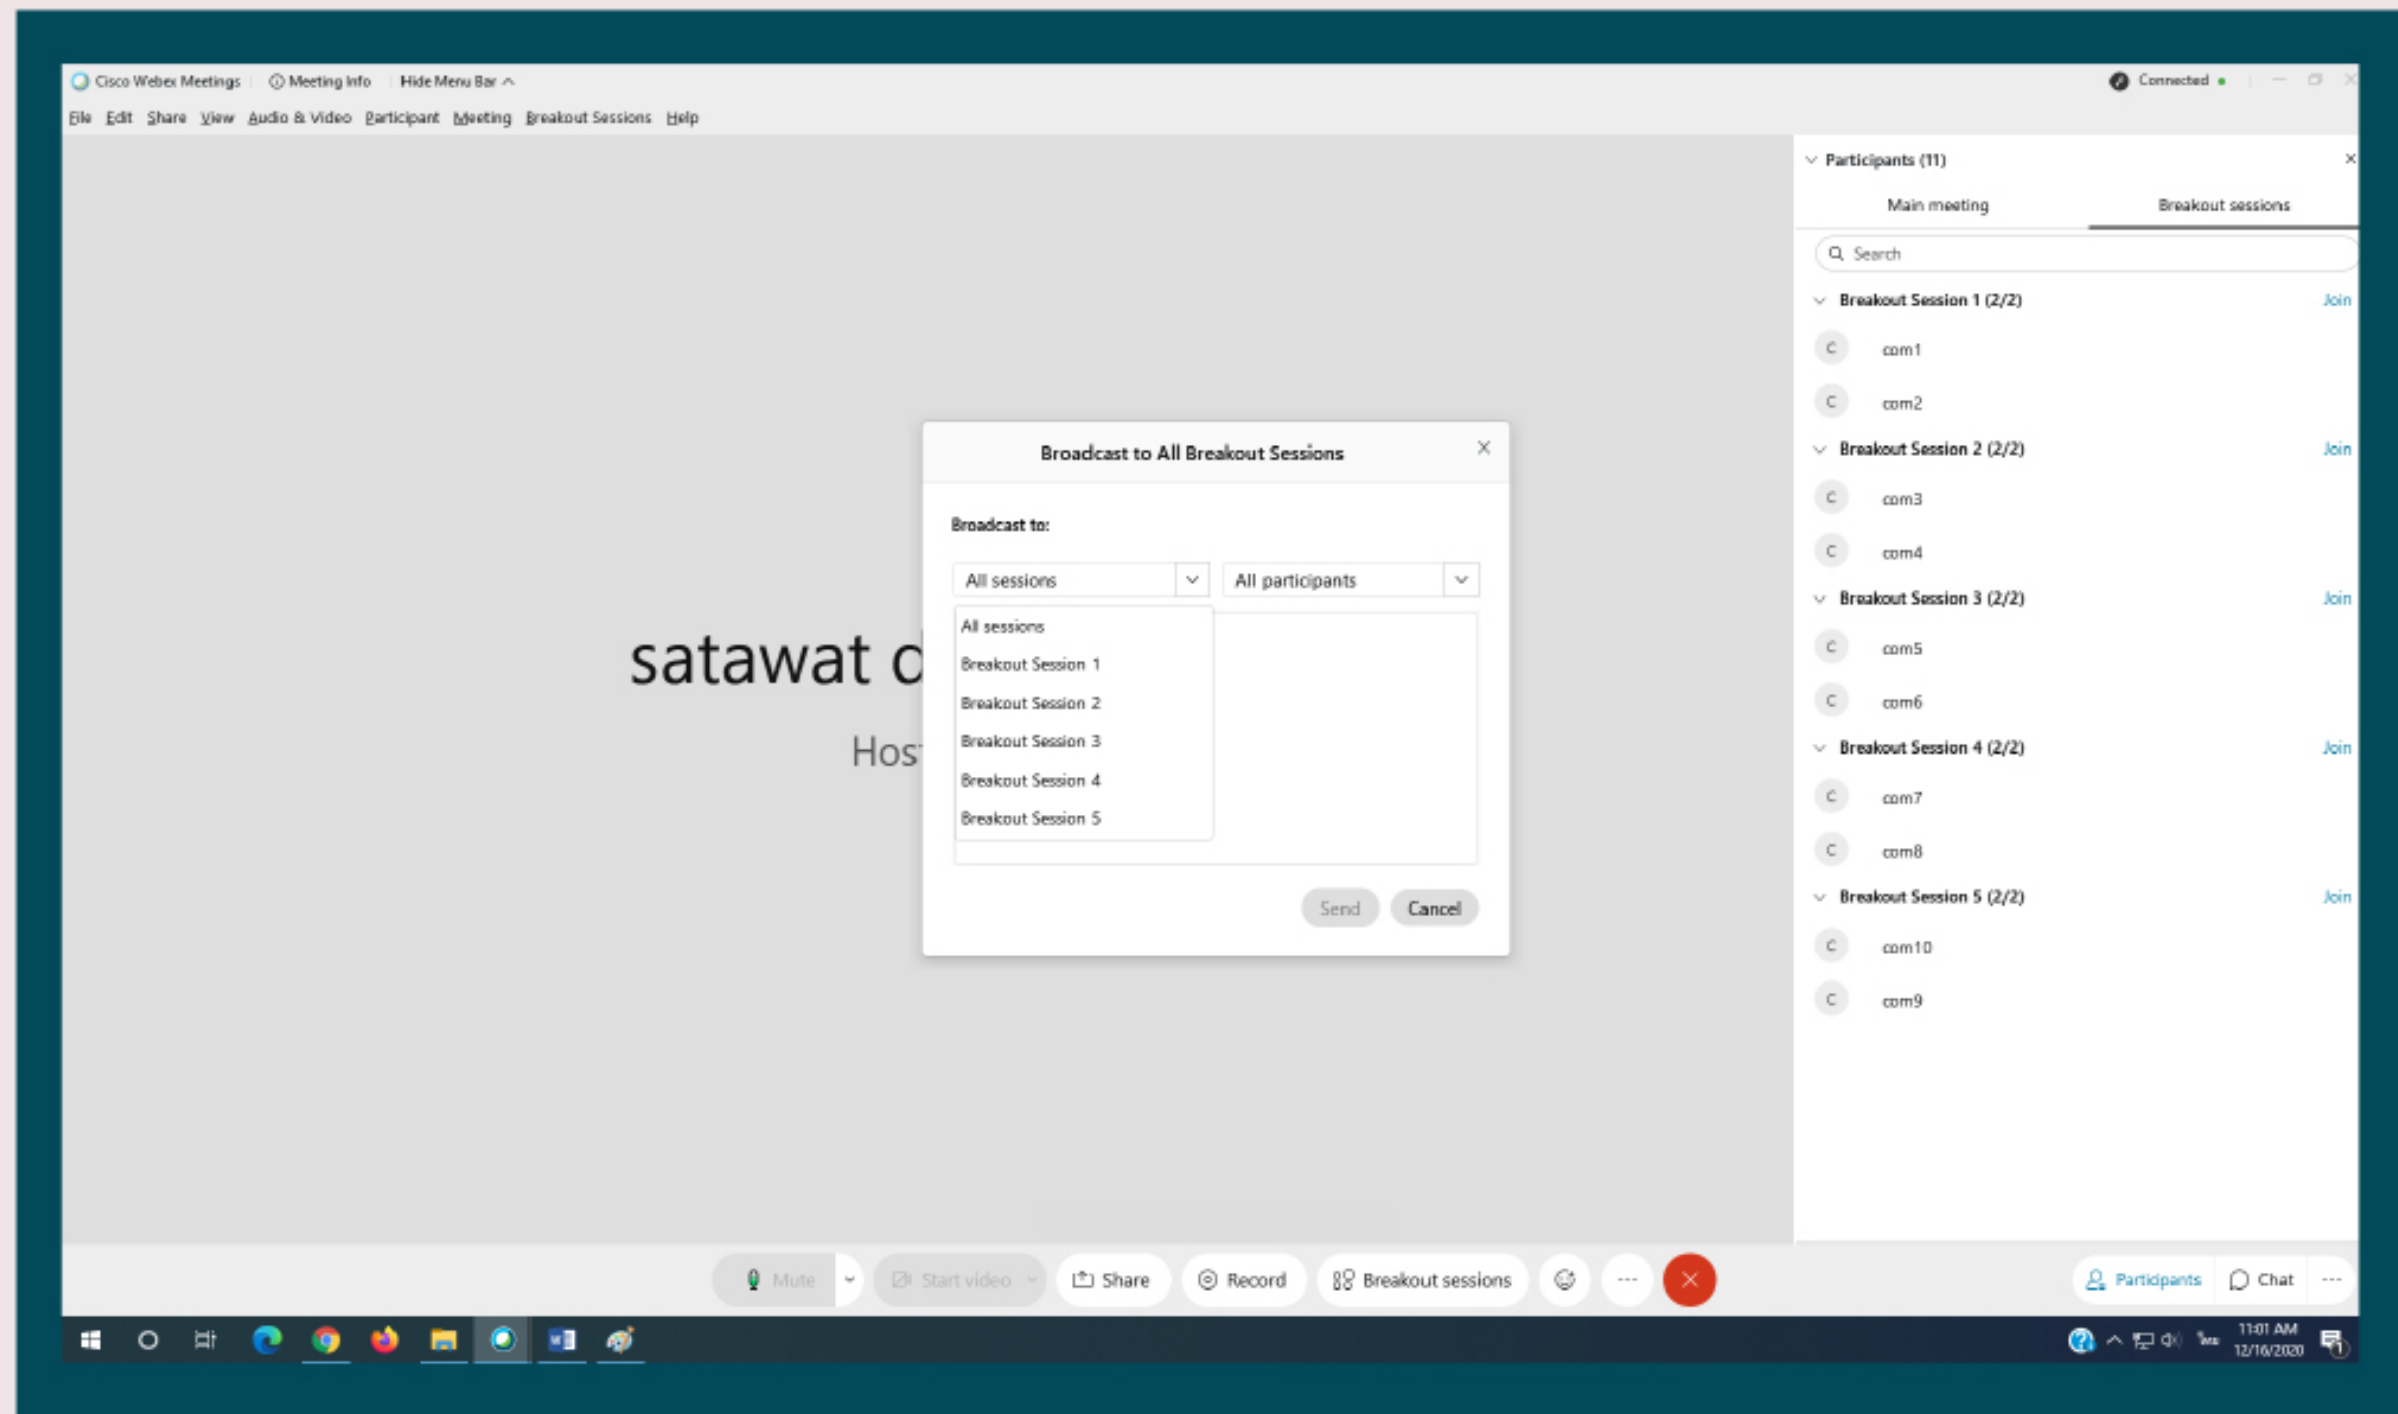 Cisco Webex Meetings Meeting Info Hide Menu Bar
Connected
File Edit Share View Audio & Video Participant Meeting Breakout Sessions Help
satawat
Broadcast to All Breakout Sessions
Broadcast to:
All sessions All participants
All sessions
Breakout Session 1
Breakout Session 2
Breakout Session 3
Breakout Session 4
Breakout Session 5
Send Cancel
Participants (11)
Main meeting Breakout sessions
Search
Breakout Session 1 (2/2) Join
C com1
C com2
Breakout Session 2 (2/2) Join
C com3
C com4
Breakout Session 3 (2/2) Join
C com5
C com6
Breakout Session 4 (2/2) Join
C com7
C com8
Breakout Session 5 (2/2) Join
C com10
C com9
Mute Start video Share Record Breakout sessions
Participants Chat
11:01 AM
12/16/2020